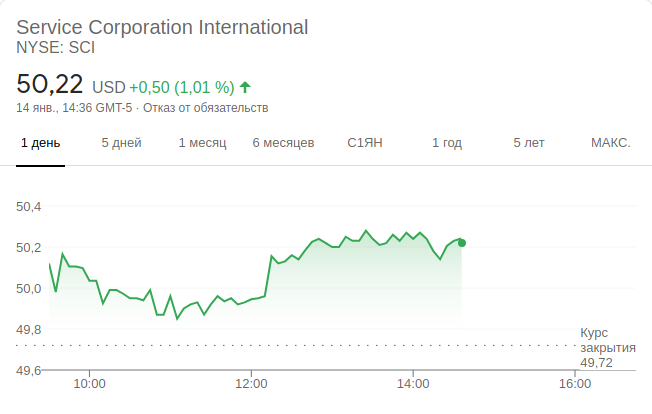 Service Corporation International
NYSE: SCI
50,22 USD +0,50 (1,01 %)
14 янв., 14:36 GMT-5 · Отказ от обязательств
1 день 5 дней 1 месяц 6 месяцев С1ЯН 1 год 5 лет МАКС.
50,4
50,2
50,0
49,8
Курс
закрытия
49,72
49,6
10:00 12:00 14:00 16:00